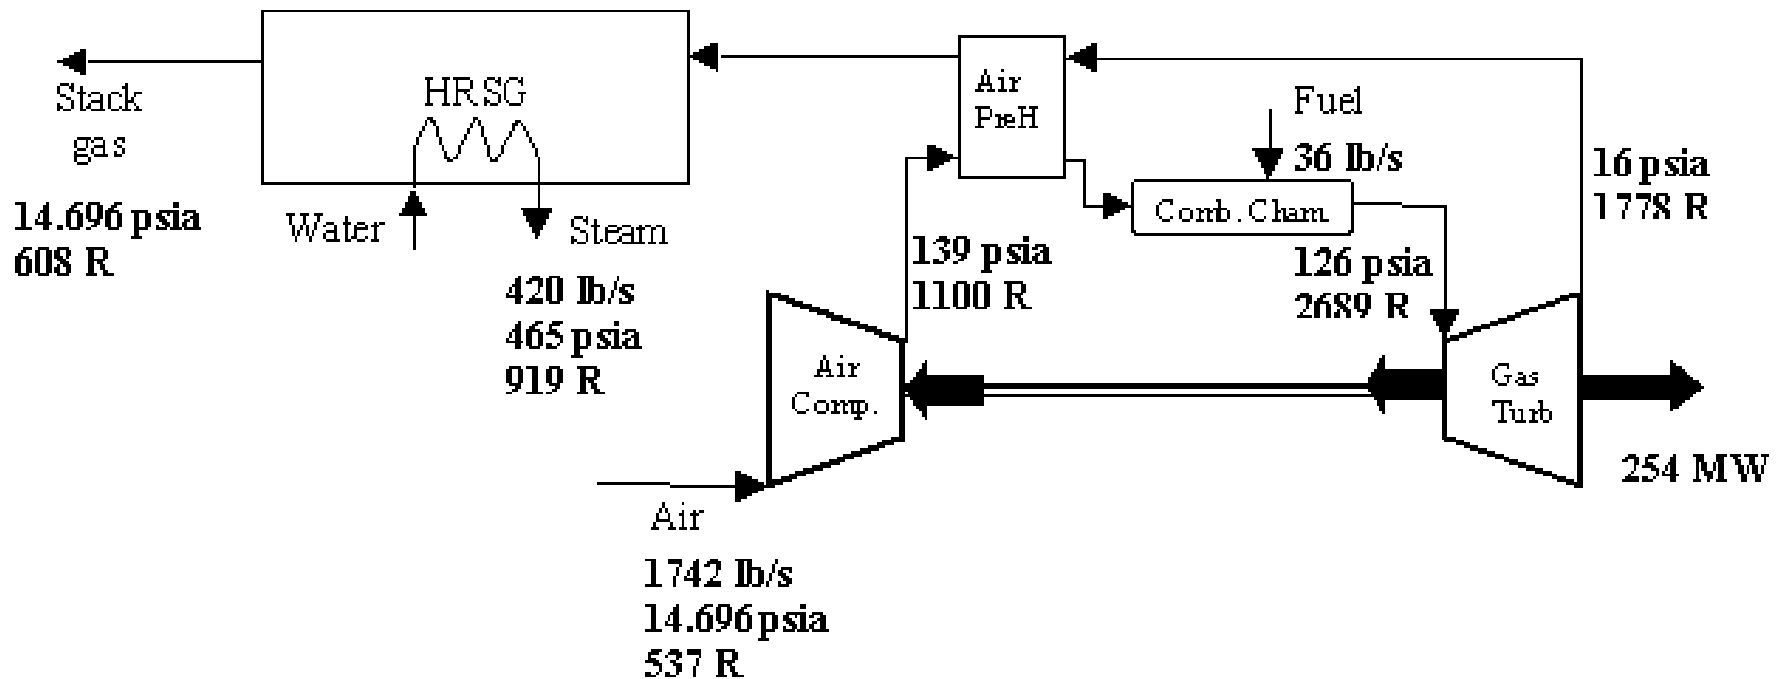 Stack
gas
14.696 psia
608 R
HRSG
Water
Steam
420 lb/s
465 psia
919 R
Air
PreH
Fuel
36 lb/s
Comb. Cham.
16 psia
1778 R
139 psia
1100 R
126 psia
2689 R
Air
Comp.
Gas
Turb
254 MW
Air
1742 lb/s
14.696 psia
537 R